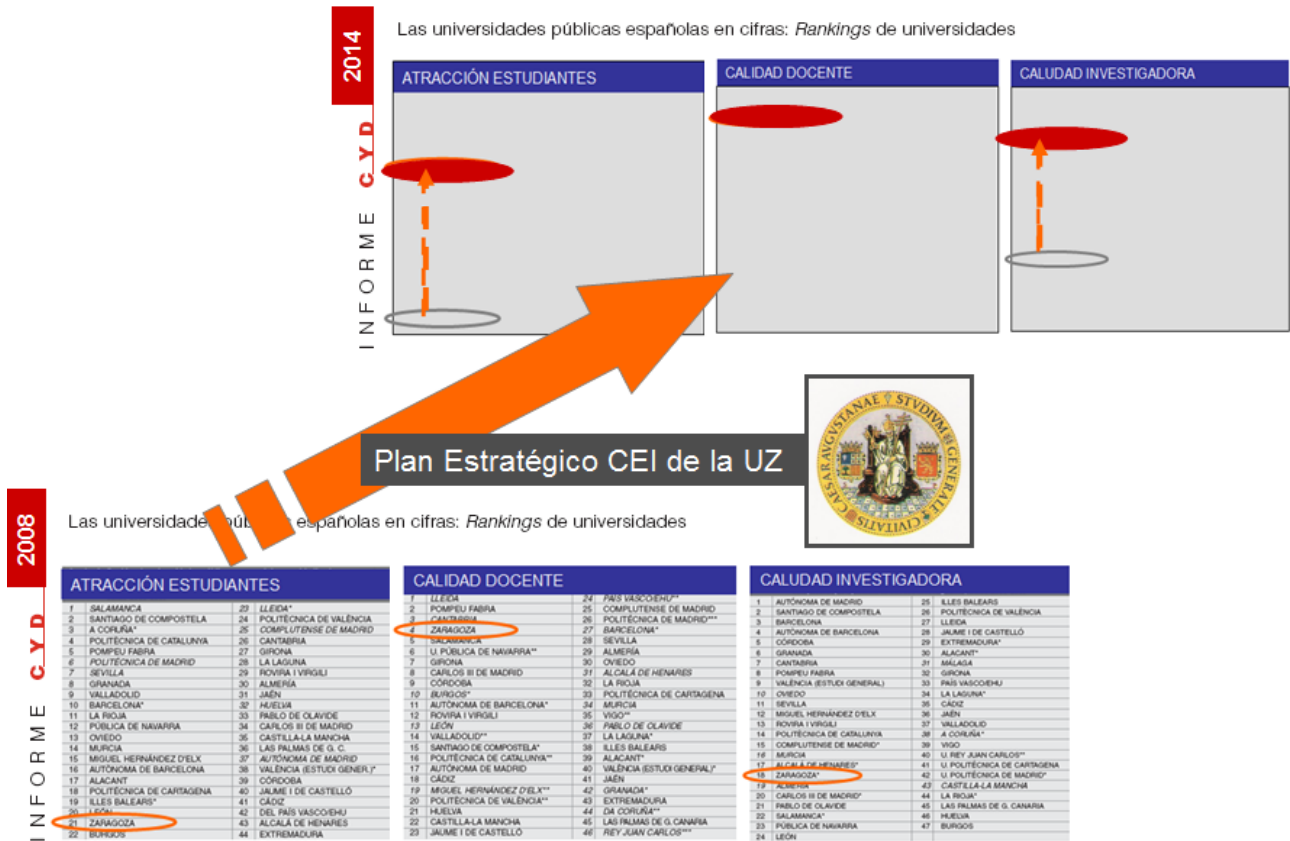 2014
INFORME CYD
Las universidades públicas españolas en cifras: Rankings de universidades
ATRACCIÓN ESTUDIANTES
CALIDAD DOCENTE
CALUDAD INVESTIGADORA
Plan Estratégico CEI de la UZ
STVDIVM GENERALE CIVITATIS CAESAR AVGVSTANAE
2008
INFORME CYD
Las universidades públicas españolas en cifras: Rankings de universidades
ATRACCIÓN ESTUDIANTES
1 SALAMANCA 23 LLEIDA*
2 SANTIAGO DE COMPOSTELA 24 POLITÉCNICA DE VALÈNCIA
3 A CORUÑA* 25 COMPLUTENSE DE MADRID
4 POLITÈCNICA DE CATALUNYA 26 CANTABRIA
5 POMPEU FABRA 27 GIRONA
6 POLITÉCNICA DE MADRID 28 LA LAGUNA
7 SEVILLA 29 ROVIRA I VIRGILI
8 GRANADA 30 ALMERÍA
9 VALLADOLID 31 JAÉN
10 BARCELONA* 32 HUELVA
11 LA RIOJA 33 PABLO DE OLAVIDE
12 PÚBLICA DE NAVARRA 34 CARLOS III DE MADRID
13 OVIEDO 35 CASTILLA-LA MANCHA
14 MURCIA 36 LAS PALMAS DE G. C.
15 MIGUEL HERNÁNDEZ D'ELX 37 AUTÓNOMA DE MADRID
16 AUTÒNOMA DE BARCELONA 38 VALÈNCIA (ESTUDI GENER.)*
17 ALACANT 39 CÓRDOBA
18 POLITÉCNICA DE CARTAGENA 40 JAUME I DE CASTELLÓ
19 ILLES BALEARS* 41 CÁDIZ
20 LEÓN 42 DEL PAÍS VASCO/EHU
21 ZARAGOZA 43 ALCALÁ DE HENARES
22 BURGOS 44 EXTREMADURA
CALIDAD DOCENTE
1 LLEIDA 24 PAÍS VASCO/EHU**
2 POMPEU FABRA 25 COMPLUTENSE DE MADRID
3 CANTABRIA 26 POLITÉCNICA DE MADRID***
4 ZARAGOZA 27 BARCELONA*
5 SALAMANCA 28 SEVILLA
6 U. PÚBLICA DE NAVARRA** 29 ALMERÍA
7 GIRONA 30 OVIEDO
8 CARLOS III DE MADRID 31 ALCALÁ DE HENARES
9 CÓRDOBA 32 LA RIOJA
10 BURGOS* 33 POLITÉCNICA DE CARTAGENA
11 AUTÒNOMA DE BARCELONA* 34 MURCIA
12 ROVIRA I VIRGILI 35 VIGO**
13 LEÓN 36 PABLO DE OLAVIDE
14 VALLADOLID** 37 LA LAGUNA*
15 SANTIAGO DE COMPOSTELA* 38 ILLES BALEARS
16 POLITÈCNICA DE CATALUNYA** 39 ALACANT*
17 AUTÓNOMA DE MADRID 40 VALÈNCIA (ESTUDI GENERAL)*
18 CÁDIZ 41 JAÉN
19 MIGUEL HERNÁNDEZ D'ELX** 42 GRANADA*
20 POLITÉCNICA DE VALÈNCIA** 43 EXTREMADURA
21 HUELVA 44 DA CORUÑA**
22 CASTILLA-LA MANCHA 45 LAS PALMAS DE G. CANARIA
23 JAUME I DE CASTELLÓ 46 REY JUAN CARLOS***
CALUDAD INVESTIGADORA
1 AUTÓNOMA DE MADRID 25 ILLES BALEARS
2 SANTIAGO DE COMPOSTELA 26 POLITÉCNICA DE VALÈNCIA
3 BARCELONA 27 LLEIDA
4 AUTÒNOMA DE BARCELONA 28 JAUME I DE CASTELLÓ
5 CÓRDOBA 29 EXTREMADURA*
6 GRANADA 30 ALACANT*
7 CANTABRIA 31 MÁLAGA
8 POMPEU FABRA 32 GIRONA
9 VALÈNCIA (ESTUDI GENERAL) 33 PAÍS VASCO/EHU
10 OVIEDO 34 LA LAGUNA*
11 SEVILLA 35 CÁDIZ
12 MIGUEL HERNÁNDEZ D'ELX 36 JAÉN
13 ROVIRA I VIRGILI 37 VALLADOLID
14 POLITÈCNICA DE CATALUNYA 38 A CORUÑA*
15 COMPLUTENSE DE MADRID* 39 VIGO
16 MURCIA 40 U. REY JUAN CARLOS**
17 ALCALÁ DE HENARES* 41 U. POLITÉCNICA DE CARTAGENA
18 ZARAGOZA* 42 U. POLITÉCNICA DE MADRID*
19 ALMERÍA 43 CASTILLA-LA MANCHA
20 CARLOS III DE MADRID* 44 LA RIOJA*
21 PABLO DE OLAVIDE 45 LAS PALMAS DE G. CANARIA
22 SALAMANCA* 46 HUELVA
23 PÚBLICA DE NAVARRA 47 BURGOS
24 LEÓN